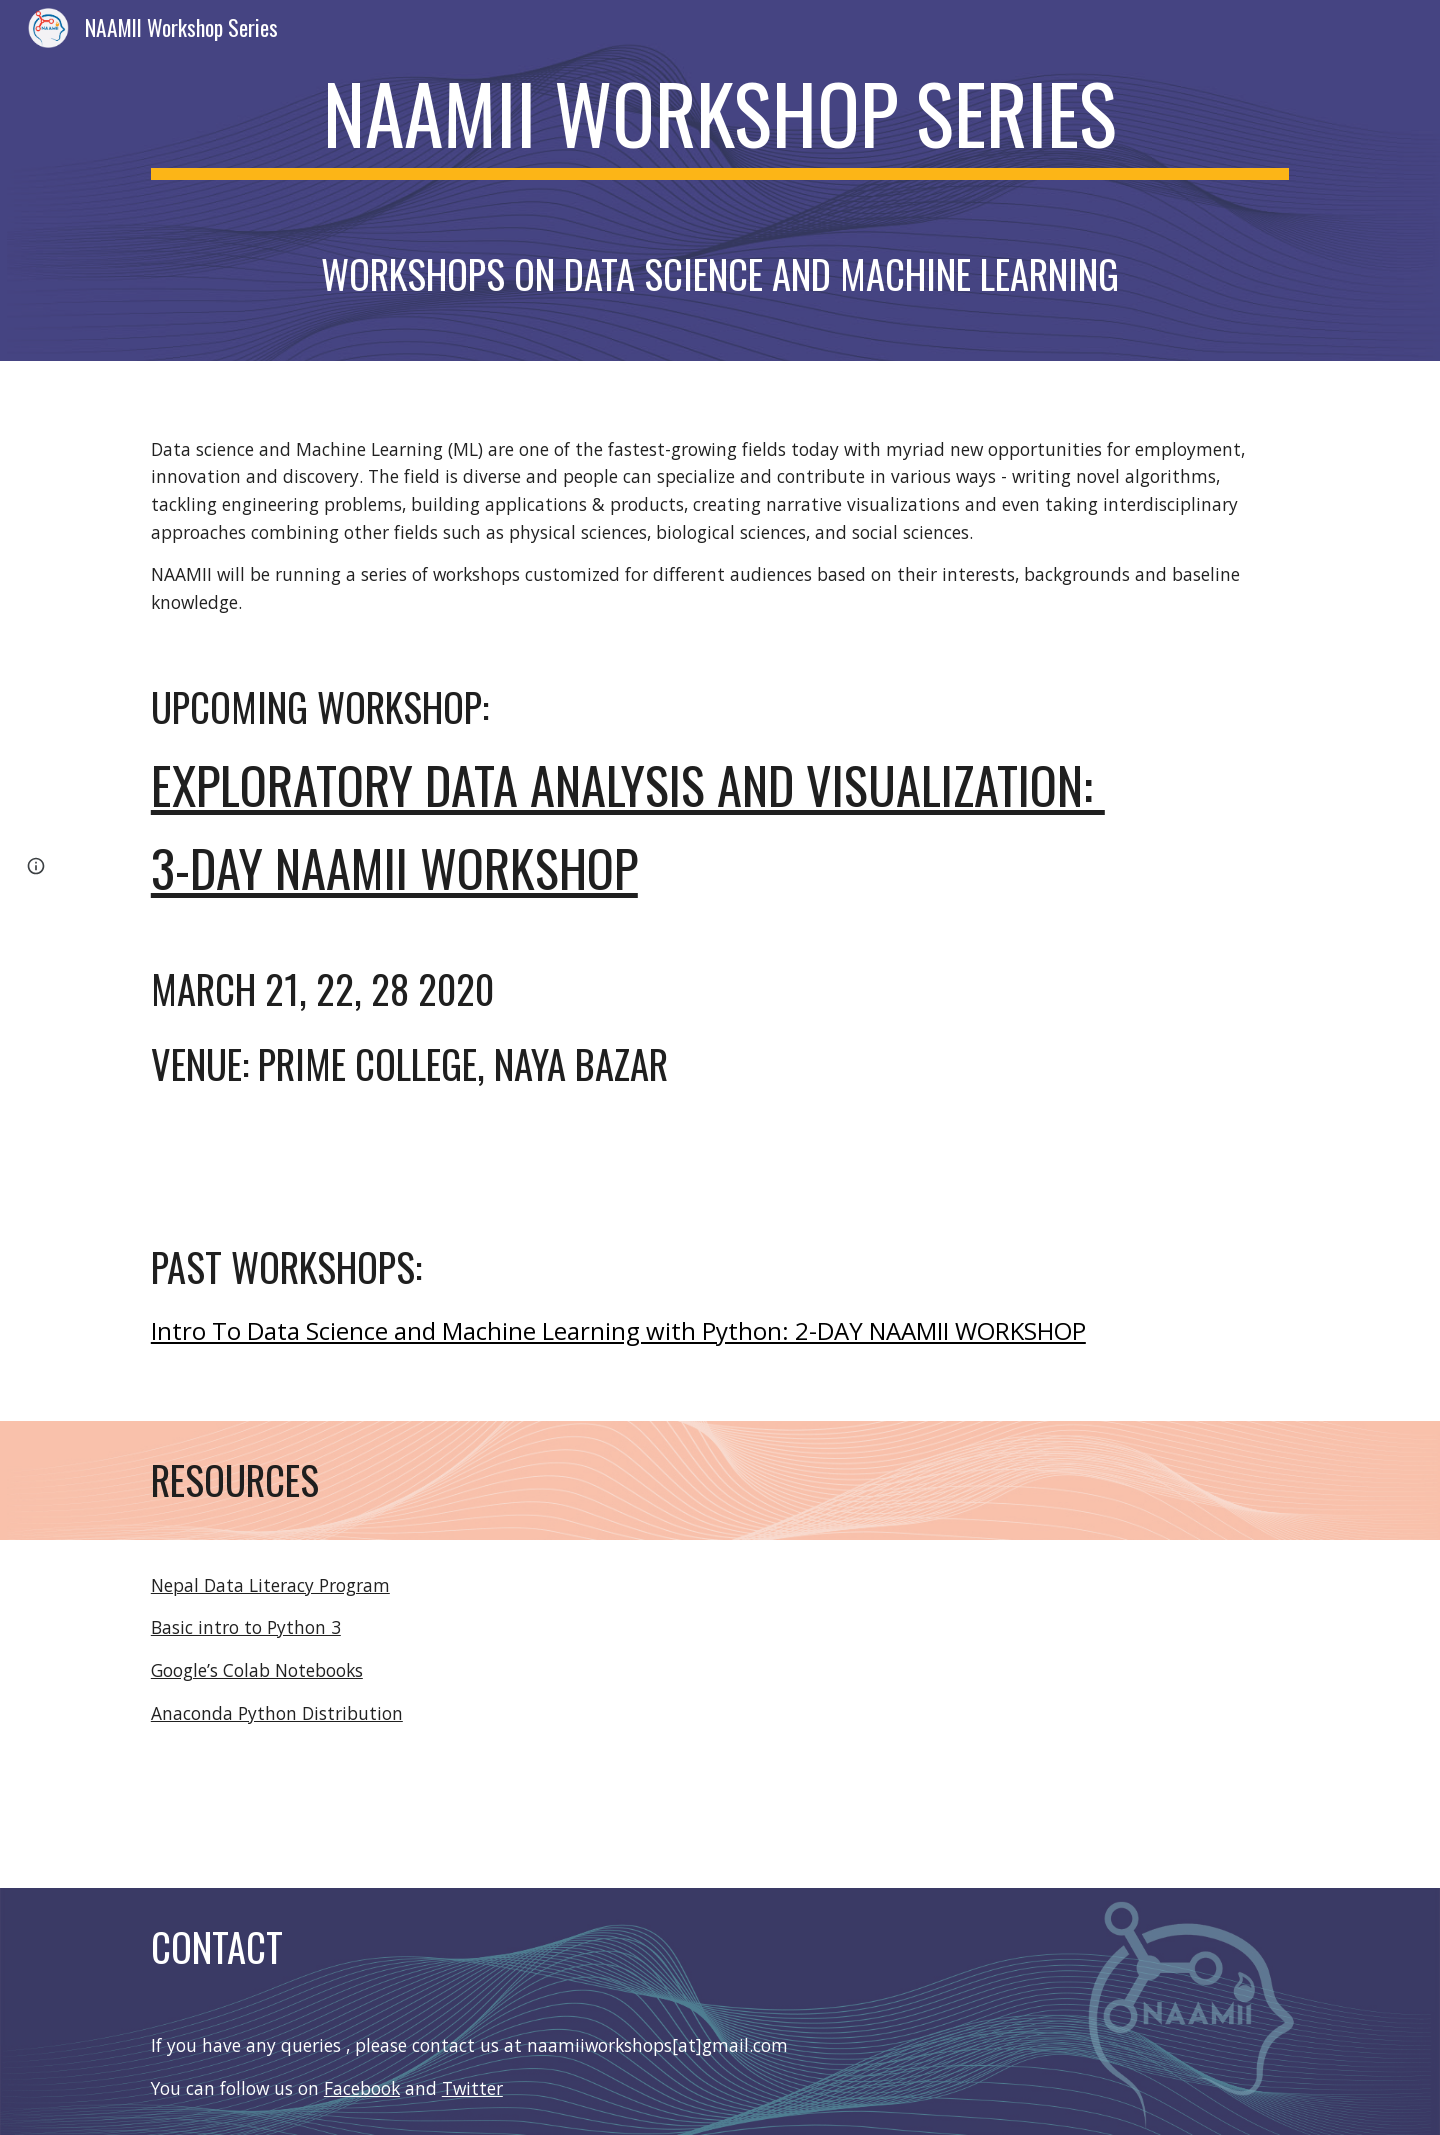 NAAMII Workshop Series
NAAMII WORKSHOP SERIES
WORKSHOPS ON DATA SCIENCE AND MACHINE LEARNING
Data science and Machine Learning (ML) are one of the fastest-growing fields today with myriad new opportunities for employment,
innovation and discovery. The field is diverse and people can specialize and contribute in various ways - writing novel algorithms,
tackling engineering problems, building applications & products, creating narrative visualizations and even taking interdisciplinary
approaches combining other fields such as physical sciences, biological sciences, and social sciences.
NAAMII will be running a series of workshops customized for different audiences based on their interests, backgrounds and baseline
knowledge.
UPCOMING WORKSHOP:
EXPLORATORY DATA ANALYSIS AND VISUALIZATION:
3-DAY NAAMII WORKSHOP
MARCH 21, 22, 28 2020
VENUE: PRIME COLLEGE, NAYA BAZAR
PAST WORKSHOPS:
Intro To Data Science and Machine Learning with Python: 2-DAY NAAMII WORKSHOP
RESOURCES
Nepal Data Literacy Program
Basic intro to Python 3
Google’s Colab Notebooks
Anaconda Python Distribution
CONTACT
NAAMII
If you have any queries , please contact us at naamiiworkshops[at]gmail.com
You can follow us on Facebook and Twitter